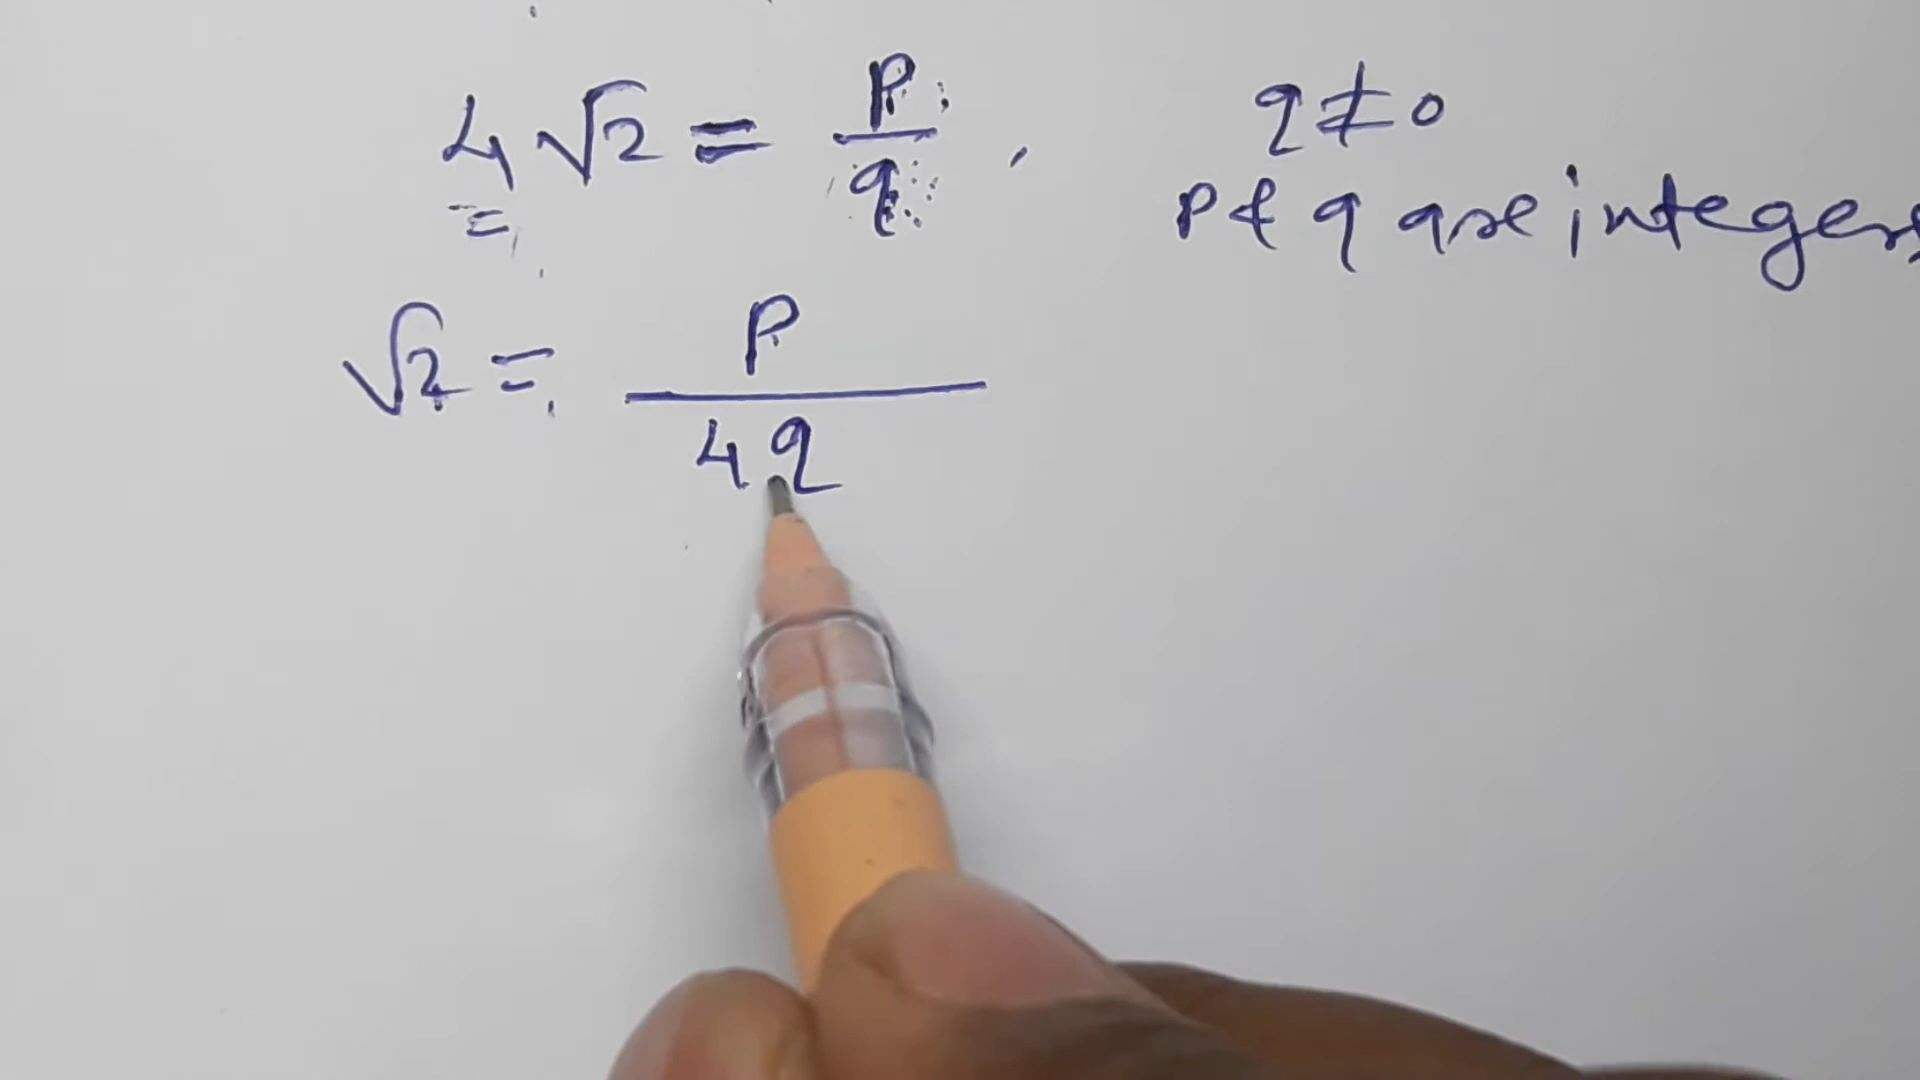 4√2 = p/q , q≠0
p & q are integers
√2 = p/4q